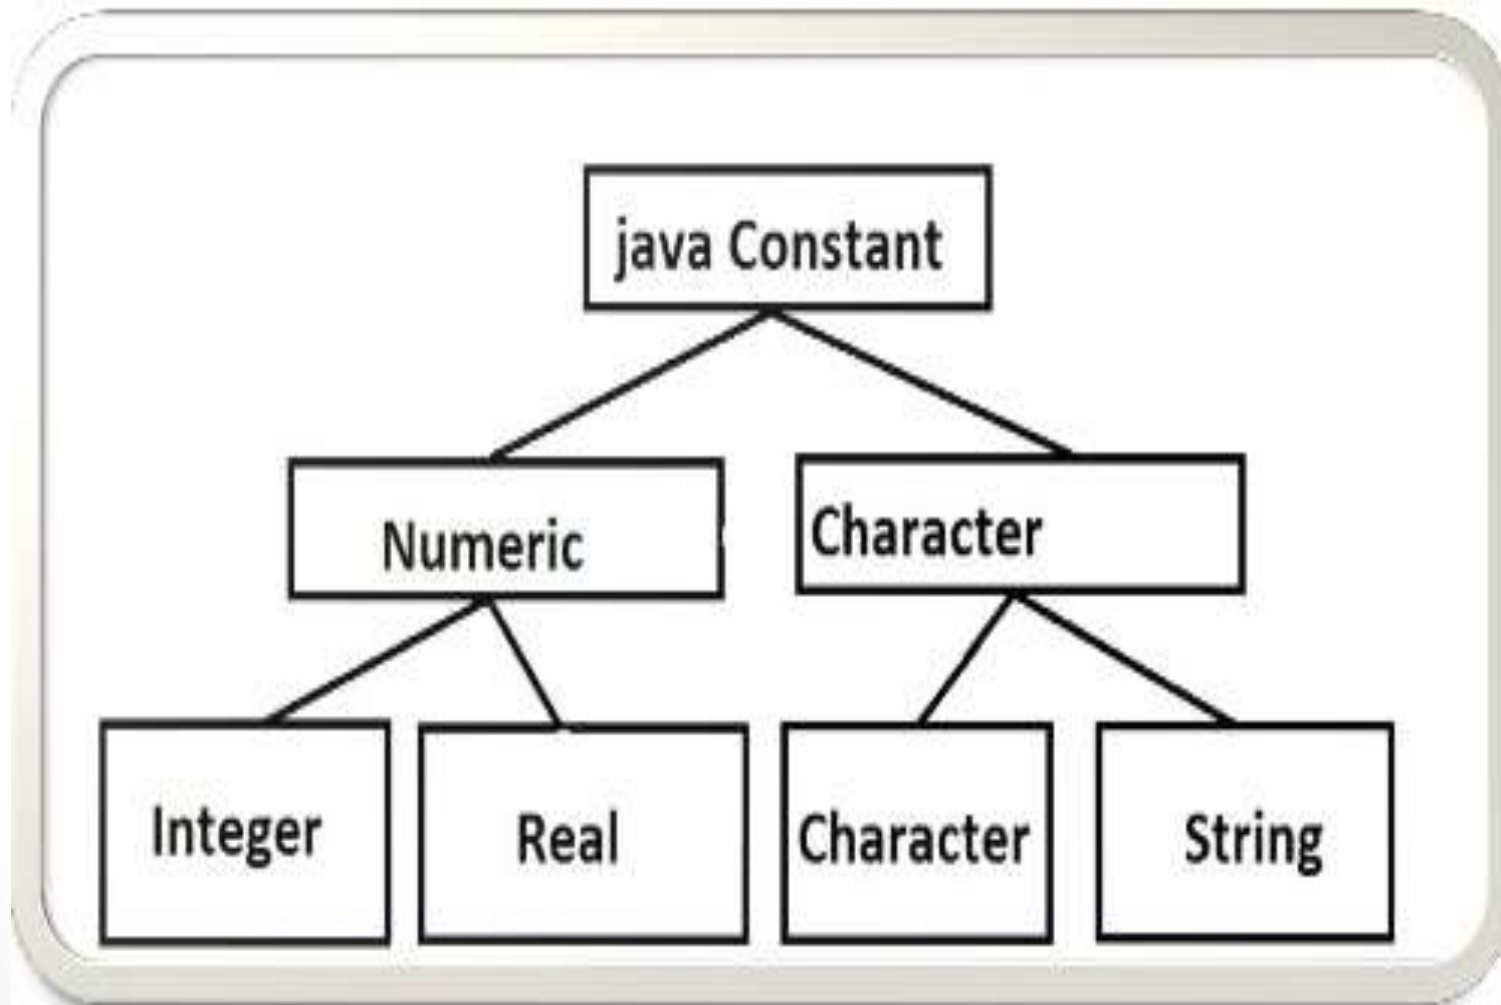 java Constant
Numeric
Character
Integer
Real
Character
String